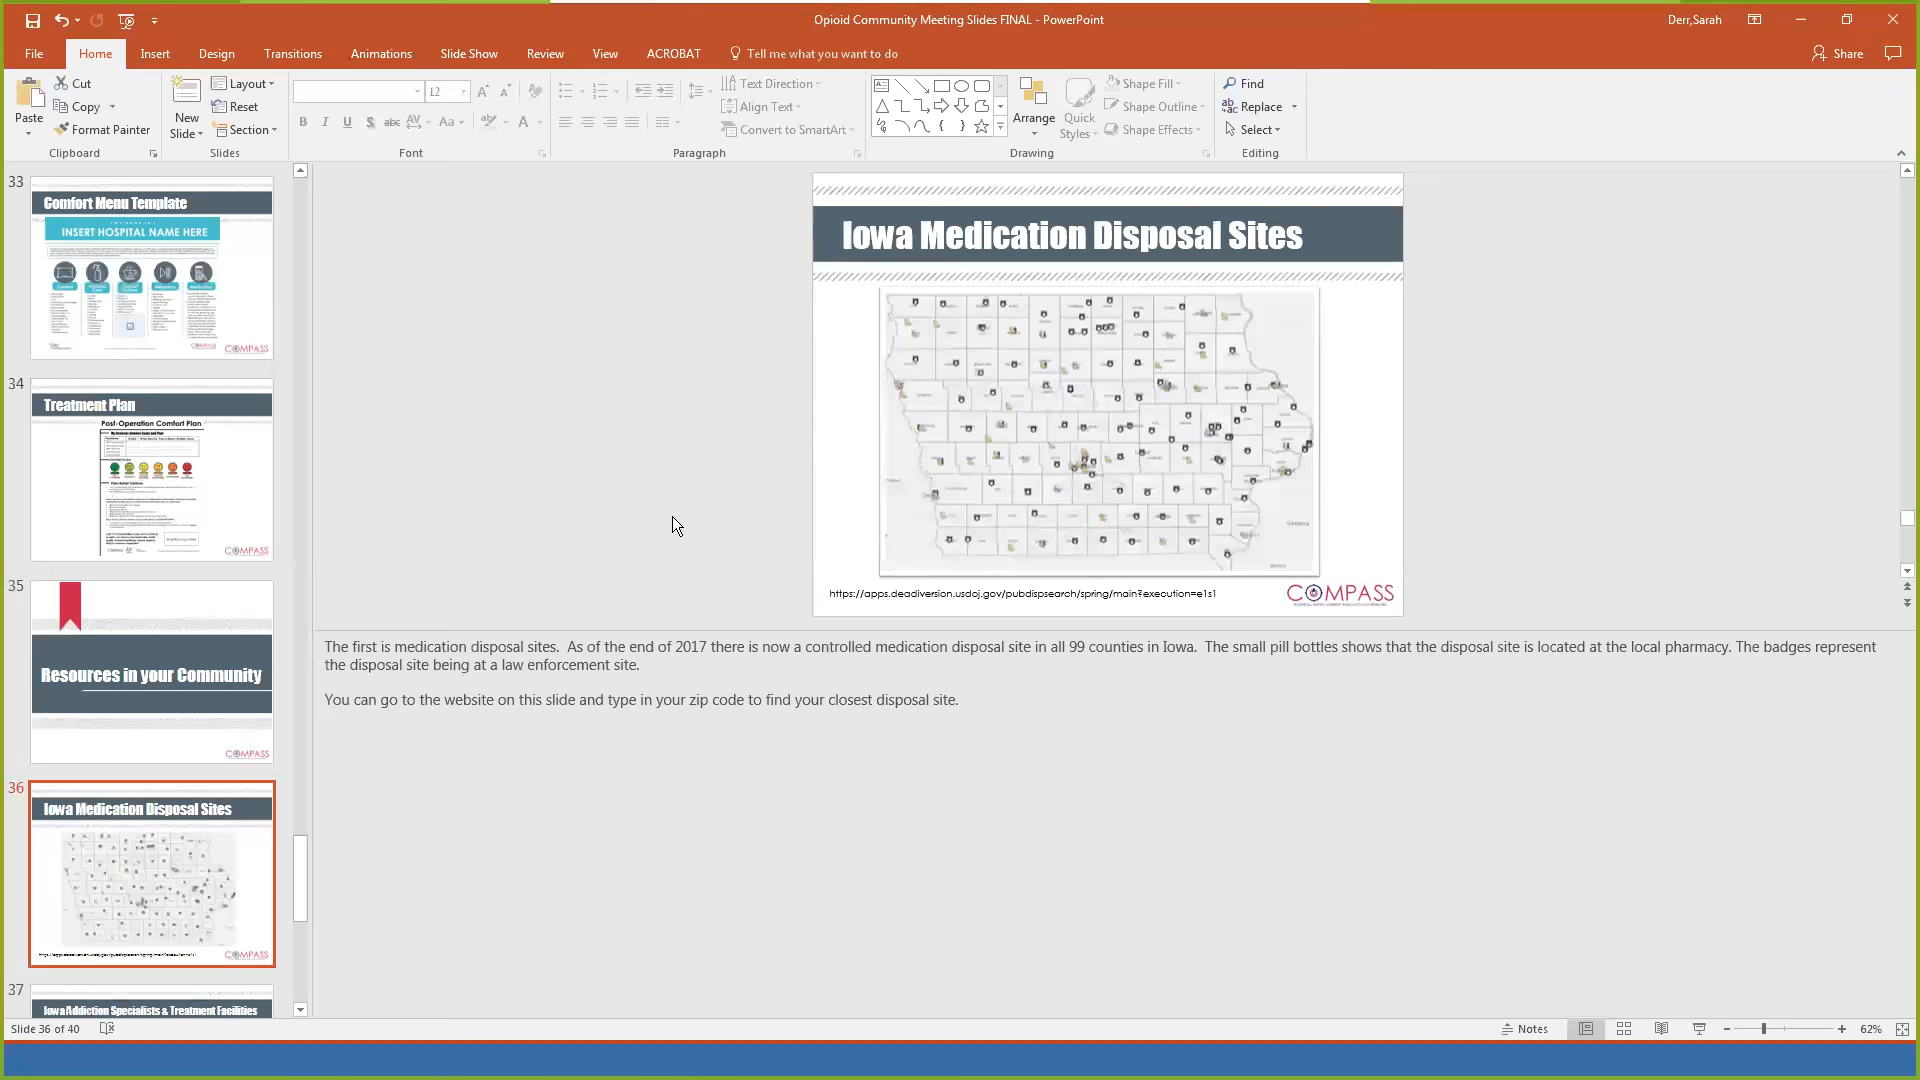 Opioid Community Meeting Slides FINAL - PowerPoint
Derr,Sarah
File Home Insert Design Transitions Animations Slide Show Review View ACROBAT Tell me what you want to do
Share
Paste
Cut
Copy
Format Painter
Clipboard
New
Slide
Layout
Reset
Section
Slides
12
B I U S abc AV Aa A
Font
Text Direction
Align Text
Convert to SmartArt
Paragraph
Arrange
Quick
Styles
Shape Fill
Shape Outline
Shape Effects
Drawing
Find
Replace
Select
Editing
33
Comfort Menu Template
INSERT HOSPITAL NAME HERE
COMPASS
34
Treatment Plan
Post-Operation Comfort Plan
COMPASS
35
Resources in your Community
COMPASS
36
Iowa Medication Disposal Sites
COMPASS
37
Iowa Addiction Specialists & Treatment Facilities
Iowa Medication Disposal Sites
https://apps.deadiversion.usdoj.gov/pubdispsearch/spring/main?execution=e1s1
COMPASS
The first is medication disposal sites. As of the end of 2017 there is now a controlled medication disposal site in all 99 counties in Iowa. The small pill bottles shows that the disposal site is located at the local pharmacy. The badges represent
the disposal site being at a law enforcement site.
You can go to the website on this slide and type in your zip code to find your closest disposal site.
Slide 36 of 40
Notes
62%